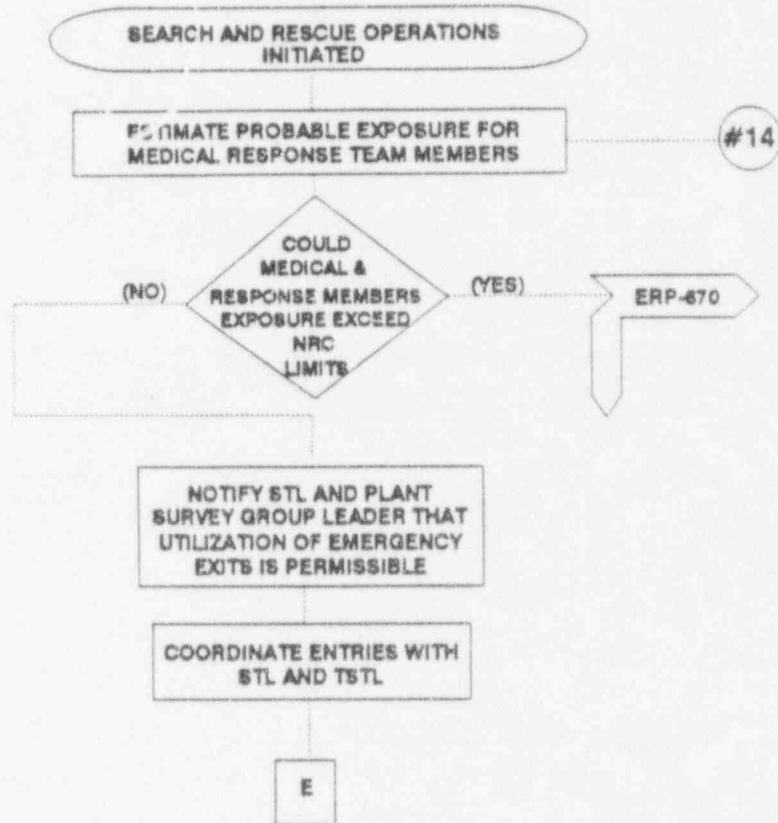 SEARCH AND RESCUE OPERATIONS
INITIATED
ESTIMATE PROBABLE EXPOSURE FOR
MEDICAL RESPONSE TEAM MEMBERS
#14
COULD
MEDICAL &
RESPONSE MEMBERS
EXPOSURE EXCEED
NRC
LIMITS
(NO)
(YES)
ERP-670
NOTIFY STL AND PLANT
SURVEY GROUP LEADER THAT
UTILIZATION OF EMERGENCY
EXITS IS PERMISSIBLE
COORDINATE ENTRIES WITH
STL AND TSTL
E